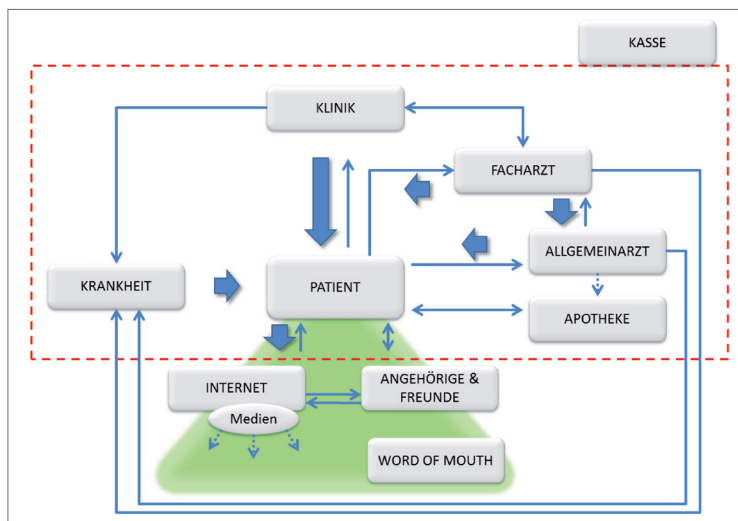 KASSE
KLINIK
FACHARZT
ALLGEMEINARZT
KRANKHEIT
PATIENT
APOTHEKE
INTERNET
ANGEHÖRIGE &
FREUNDE
Medien
WORD OF MOUTH